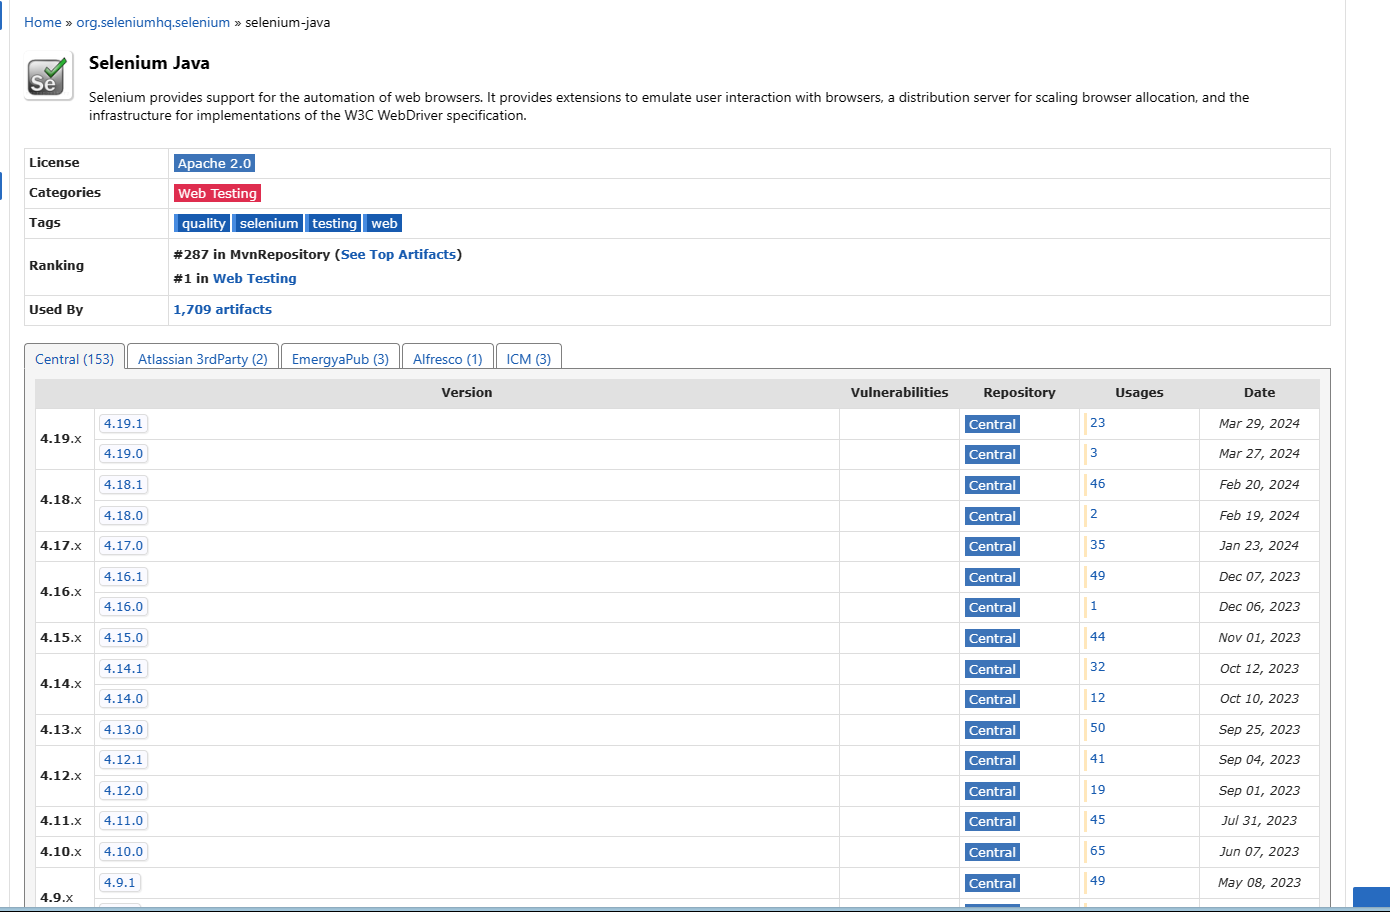 Home » org.seleniumhq.selenium » selenium-java
Se
Selenium Java
Selenium provides support for the automation of web browsers. It provides extensions to emulate user interaction with browsers, a distribution server for scaling browser allocation, and the
infrastructure for implementations of the W3C WebDriver specification.
License Apache 2.0
Categories Web Testing
Tags quality selenium testing web
Ranking #287 in MvnRepository (See Top Artifacts)
#1 in Web Testing
Used By 1,709 artifacts
Central (153) Atlassian 3rdParty (2) EmergyaPub (3) Alfresco (1) ICM (3)
Version Vulnerabilities Repository Usages Date
4.19.x 4.19.1 Central 23 Mar 29, 2024
4.19.0 Central 3 Mar 27, 2024
4.18.x 4.18.1 Central 46 Feb 20, 2024
4.18.0 Central 2 Feb 19, 2024
4.17.x 4.17.0 Central 35 Jan 23, 2024
4.16.x 4.16.1 Central 49 Dec 07, 2023
4.16.0 Central 1 Dec 06, 2023
4.15.x 4.15.0 Central 44 Nov 01, 2023
4.14.x 4.14.1 Central 32 Oct 12, 2023
4.14.0 Central 12 Oct 10, 2023
4.13.x 4.13.0 Central 50 Sep 25, 2023
4.12.x 4.12.1 Central 41 Sep 04, 2023
4.12.0 Central 19 Sep 01, 2023
4.11.x 4.11.0 Central 45 Jul 31, 2023
4.10.x 4.10.0 Central 65 Jun 07, 2023
4.9.x 4.9.1 Central 49 May 08, 2023